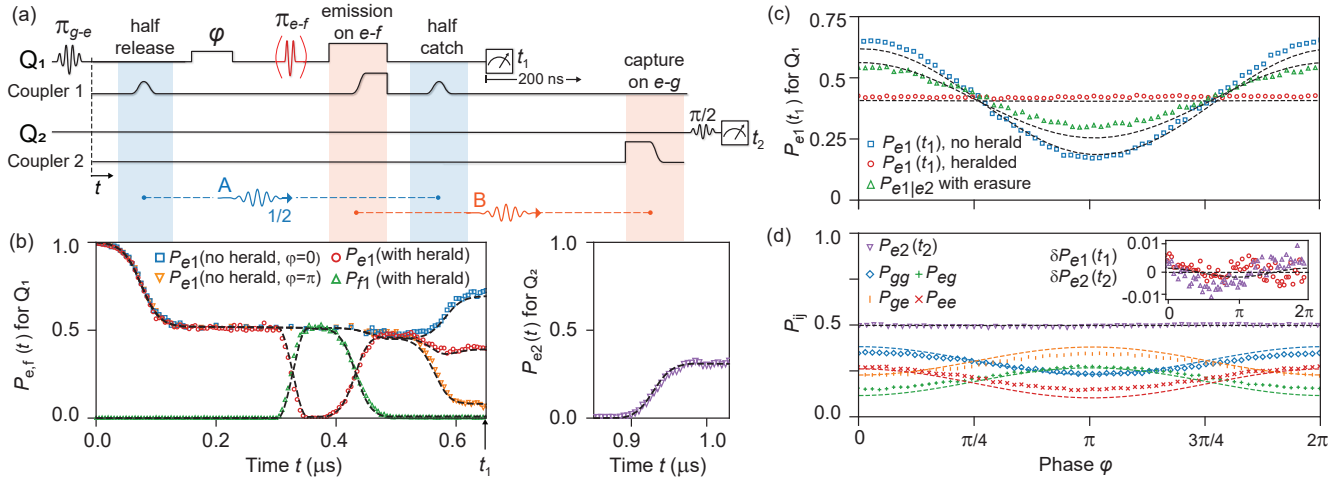 (a)
π_g-e
half
release
φ
π_e-f
emission
on e-f
half
catch
Q₁
t₁
200 ns
Coupler 1
capture
on e-g
Q₂
π/2
t₂
Coupler 2
t
A
1/2
B
(b)
1.0
0.5
0.0
P_e,f (t) for Q₁
P_e1(no herald, φ=0)
P_e1(no herald, φ=π)
P_e1(with herald)
P_f1(with herald)
0.0
0.2
0.4
0.6
t₁
Time t (μs)
1.0
0.5
0.0
P_e2(t) for Q₂
0.9
1.0
Time t (μs)
(c)
0.75
0.5
0.25
0
P_e1(t₁) for Q₁
P_e1(t₁), no herald
P_e1(t₁), heralded
P_e1|e2 with erasure
(d)
1.0
0.5
0.0
P_ij
P_e2(t₂)
P_gg
P_eg
P_ge
P_ee
δP_e1(t₁)
δP_e2(t₂)
0.01
0
-0.01
0
π
2π
0
π/4
π
3π/4
2π
Phase φ